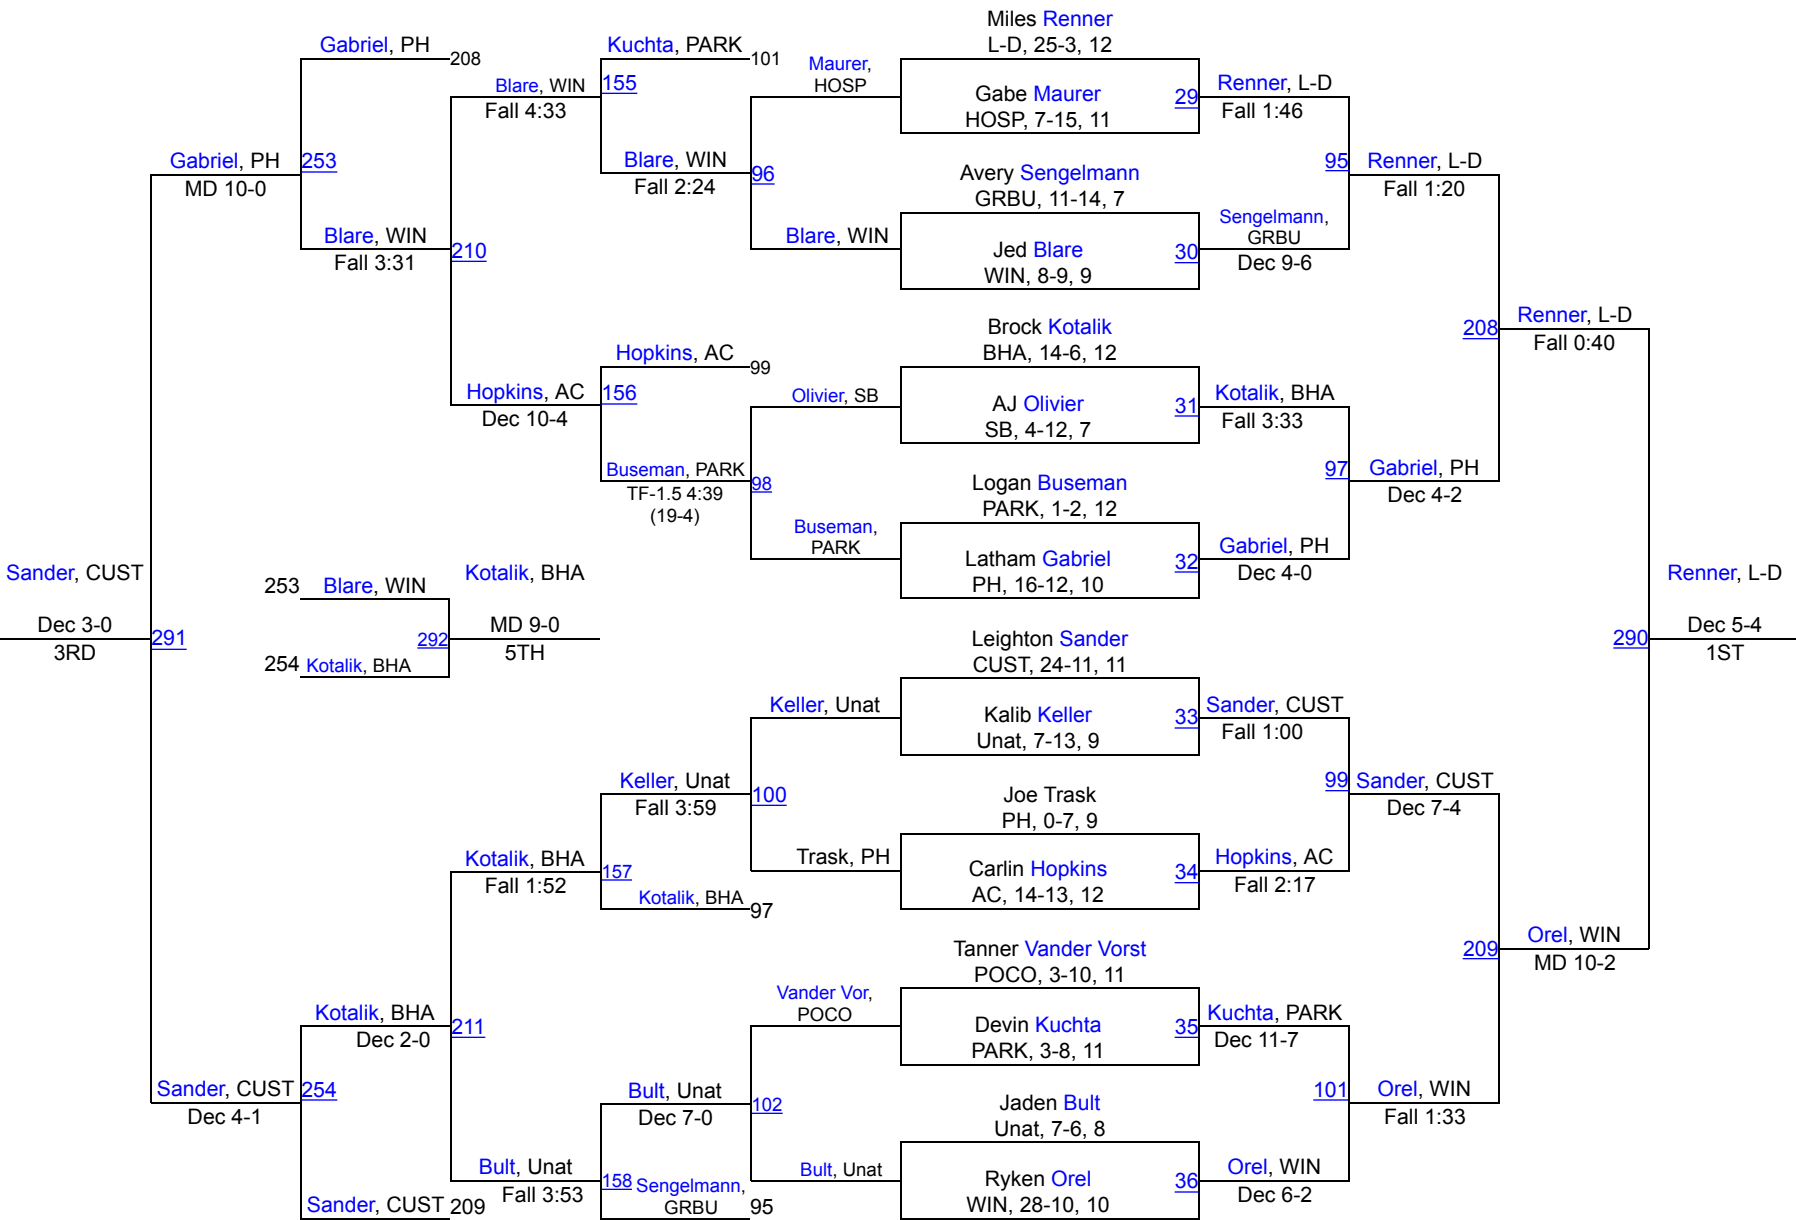 Miles Renner
L-D, 25-3, 12
Gabriel, PH
208
Kuchta, PARK
101
Maurer,
HOSP
Blare, WIN
Fall 4:33
155
Gabe Maurer
HOSP, 7-15, 11
29
Renner, L-D
Fall 1:46
Gabriel, PH
MD 10-0
253
Blare, WIN
Fall 2:24
96
Avery Sengelmann
GRBU, 11-14, 7
95
Renner, L-D
Fall 1:20
Blare, WIN
Fall 3:31
210
Blare, WIN
Jed Blare
WIN, 8-9, 9
30
Sengelmann,
GRBU
Dec 9-6
Brock Kotalik
BHA, 14-6, 12
208
Renner, L-D
Fall 0:40
Hopkins, AC
99
Hopkins, AC
Dec 10-4
156
Olivier, SB
AJ Olivier
SB, 4-12, 7
31
Kotalik, BHA
Fall 3:33
Buseman, PARK
TF-1.5 4:39
(19-4)
98
Logan Buseman
PARK, 1-2, 12
97
Gabriel, PH
Dec 4-2
Buseman,
PARK
Latham Gabriel
PH, 16-12, 10
32
Gabriel, PH
Dec 4-0
Sander, CUST
Dec 3-0
3RD
291
253
Blare, WIN
254
Kotalik, BHA
292
Kotalik, BHA
MD 9-0
5TH
Leighton Sander
CUST, 24-11, 11
290
Renner, L-D
Dec 5-4
1ST
Keller, Unat
Kalib Keller
Unat, 7-13, 9
33
Sander, CUST
Fall 1:00
Keller, Unat
Fall 3:59
100
Joe Trask
PH, 0-7, 9
99
Sander, CUST
Dec 7-4
Kotalik, BHA
Fall 1:52
157
Trask, PH
Carlin Hopkins
AC, 14-13, 12
34
Hopkins, AC
Fall 2:17
Kotalik, BHA
97
Tanner Vander Vorst
POCO, 3-10, 11
209
Orel, WIN
MD 10-2
Kotalik, BHA
Dec 2-0
211
Vander Vor,
POCO
Devin Kuchta
PARK, 3-8, 11
35
Kuchta, PARK
Dec 11-7
Sander, CUST
Dec 4-1
254
Bult, Unat
Dec 7-0
102
Jaden Bult
Unat, 7-6, 8
101
Orel, WIN
Fall 1:33
Bult, Unat
Fall 3:53
158
Bult, Unat
Ryken Orel
WIN, 28-10, 10
36
Orel, WIN
Dec 6-2
Sander, CUST
209
Sengelmann,
GRBU
95